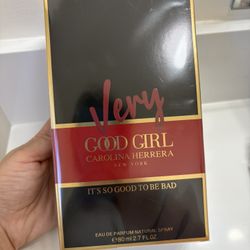 Very
GOOD GIRL
CAROLINA HERRERA
NEW YORK
IT'S SO GOOD TO BE BAD
EAU DE PARFUM NATURAL SPRAY
℮80 ml 2.7 FL.OZ.